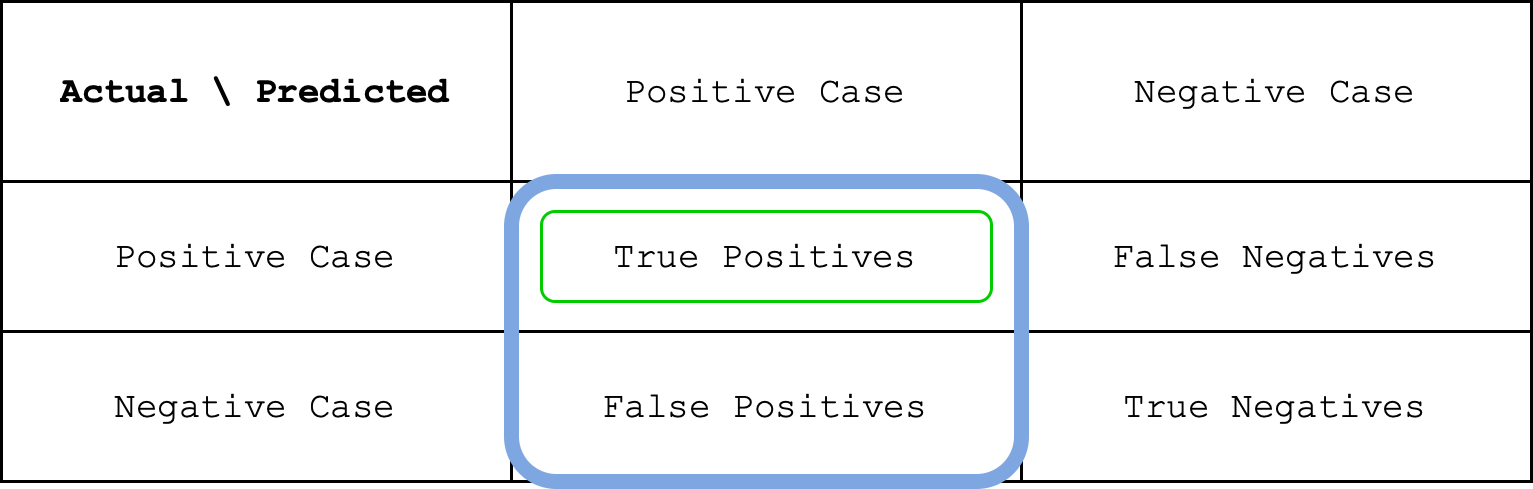 Actual \ Predicted Positive Case Negative Case
Positive Case True Positives False Negatives
Negative Case False Positives True Negatives